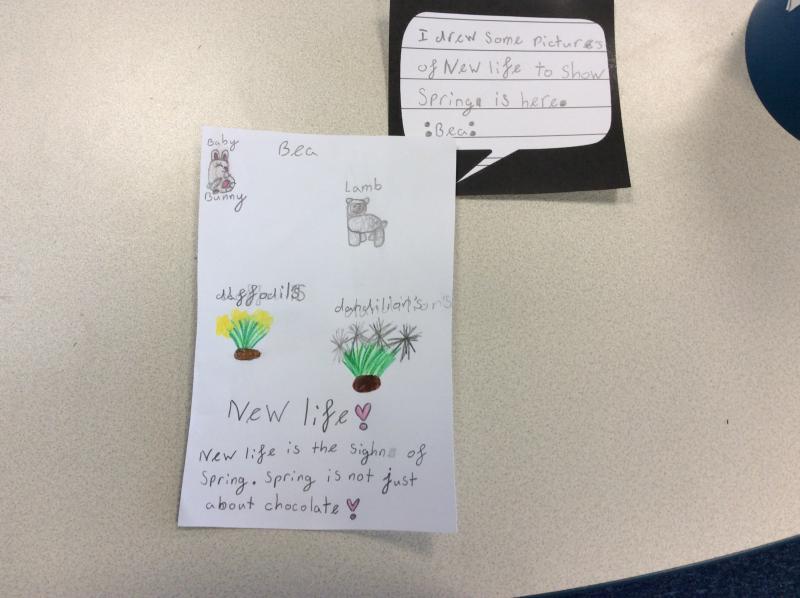 I drew Some pictures
of New life to Show
Spring is here.
Bea
Bea
Baby
Bunny
Lamb
daffodils
New life!
New life is the sighn of
Spring. Spring is not just
about chocolate!